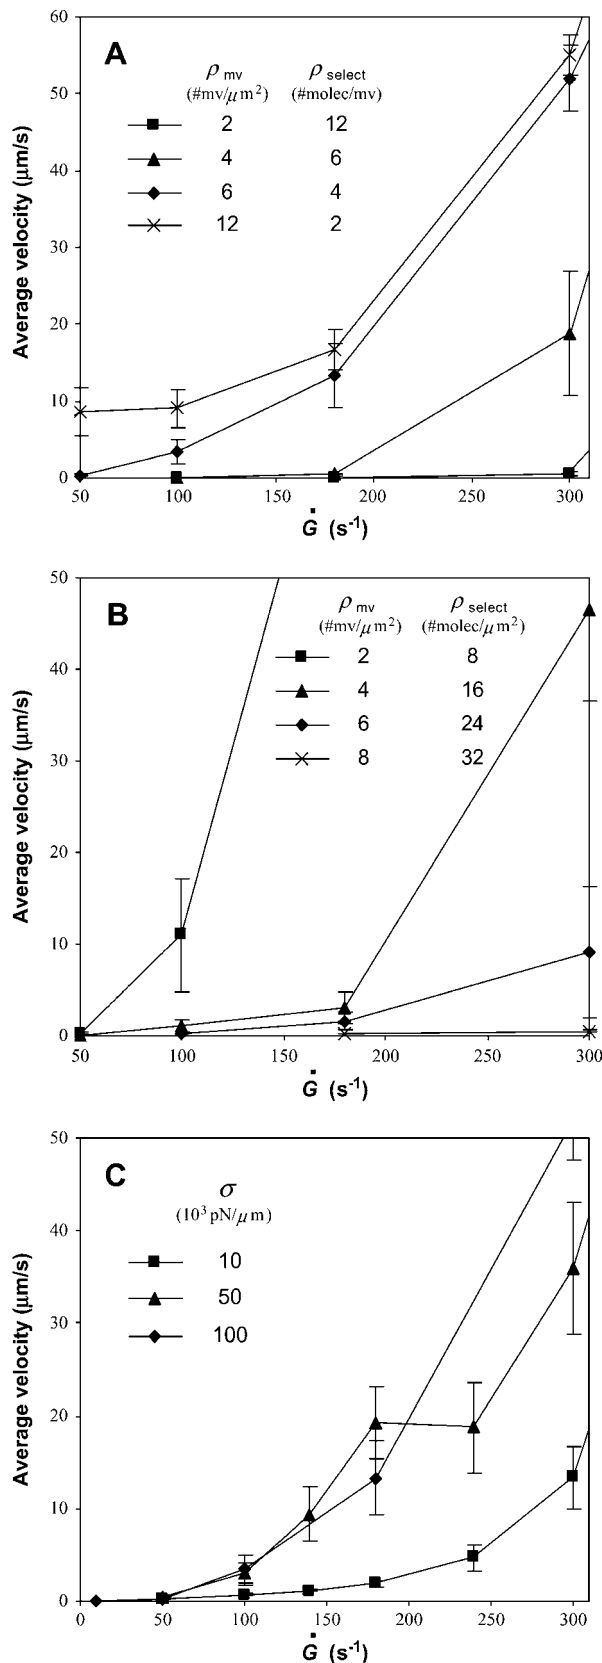 A
ρ mv ρ select
(#mv/μm²) (#molec/mv)
2 12
4 6
6 4
12 2
60
50
40
30
20
10
0
Average velocity (μm/s)
50 100 150 200 250 300
Ġ (s⁻¹)
B
ρ mv ρ select
(#mv/μm²) (#molec/μm²)
2 8
4 16
6 24
8 32
50
40
30
20
10
0
Average velocity (μm/s)
50 100 150 200 250 300
Ġ (s⁻¹)
C
σ
(10³ pN/μm)
10
50
100
50
40
30
20
10
0
Average velocity (μm/s)
0 50 100 150 200 250 300
Ġ (s⁻¹)